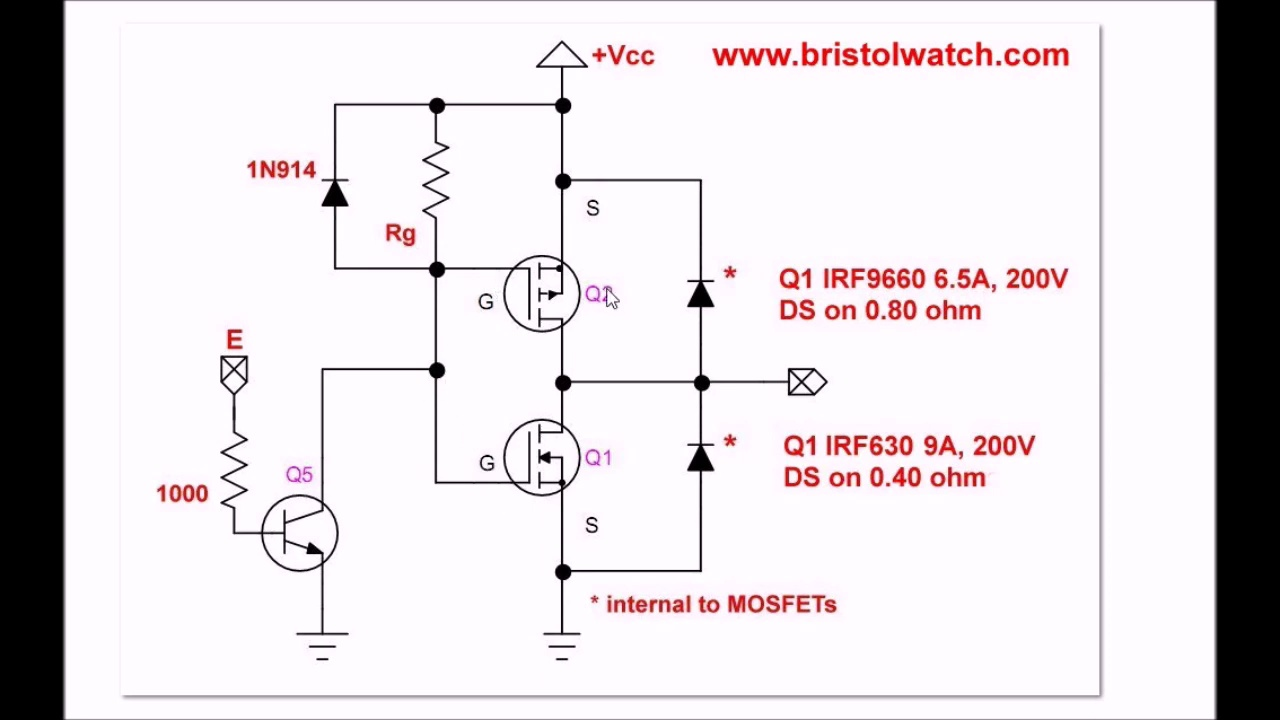 +Vcc
www.bristolwatch.com
1N914
Rg
S
G
Q2
*
Q1 IRF9660 6.5A, 200V
DS on 0.80 ohm
E
1000
Q5
G
Q1
*
Q1 IRF630 9A, 200V
DS on 0.40 ohm
S
* internal to MOSFETs